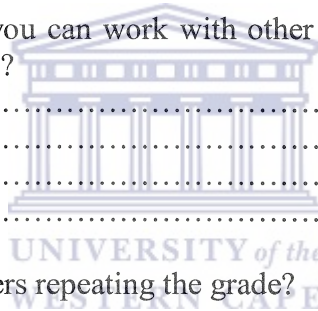 you can work with other
?
....................................
....................................
....................................
....................................
UNIVERSITY of the
ers repeating the grade?
WESTERN CAPE